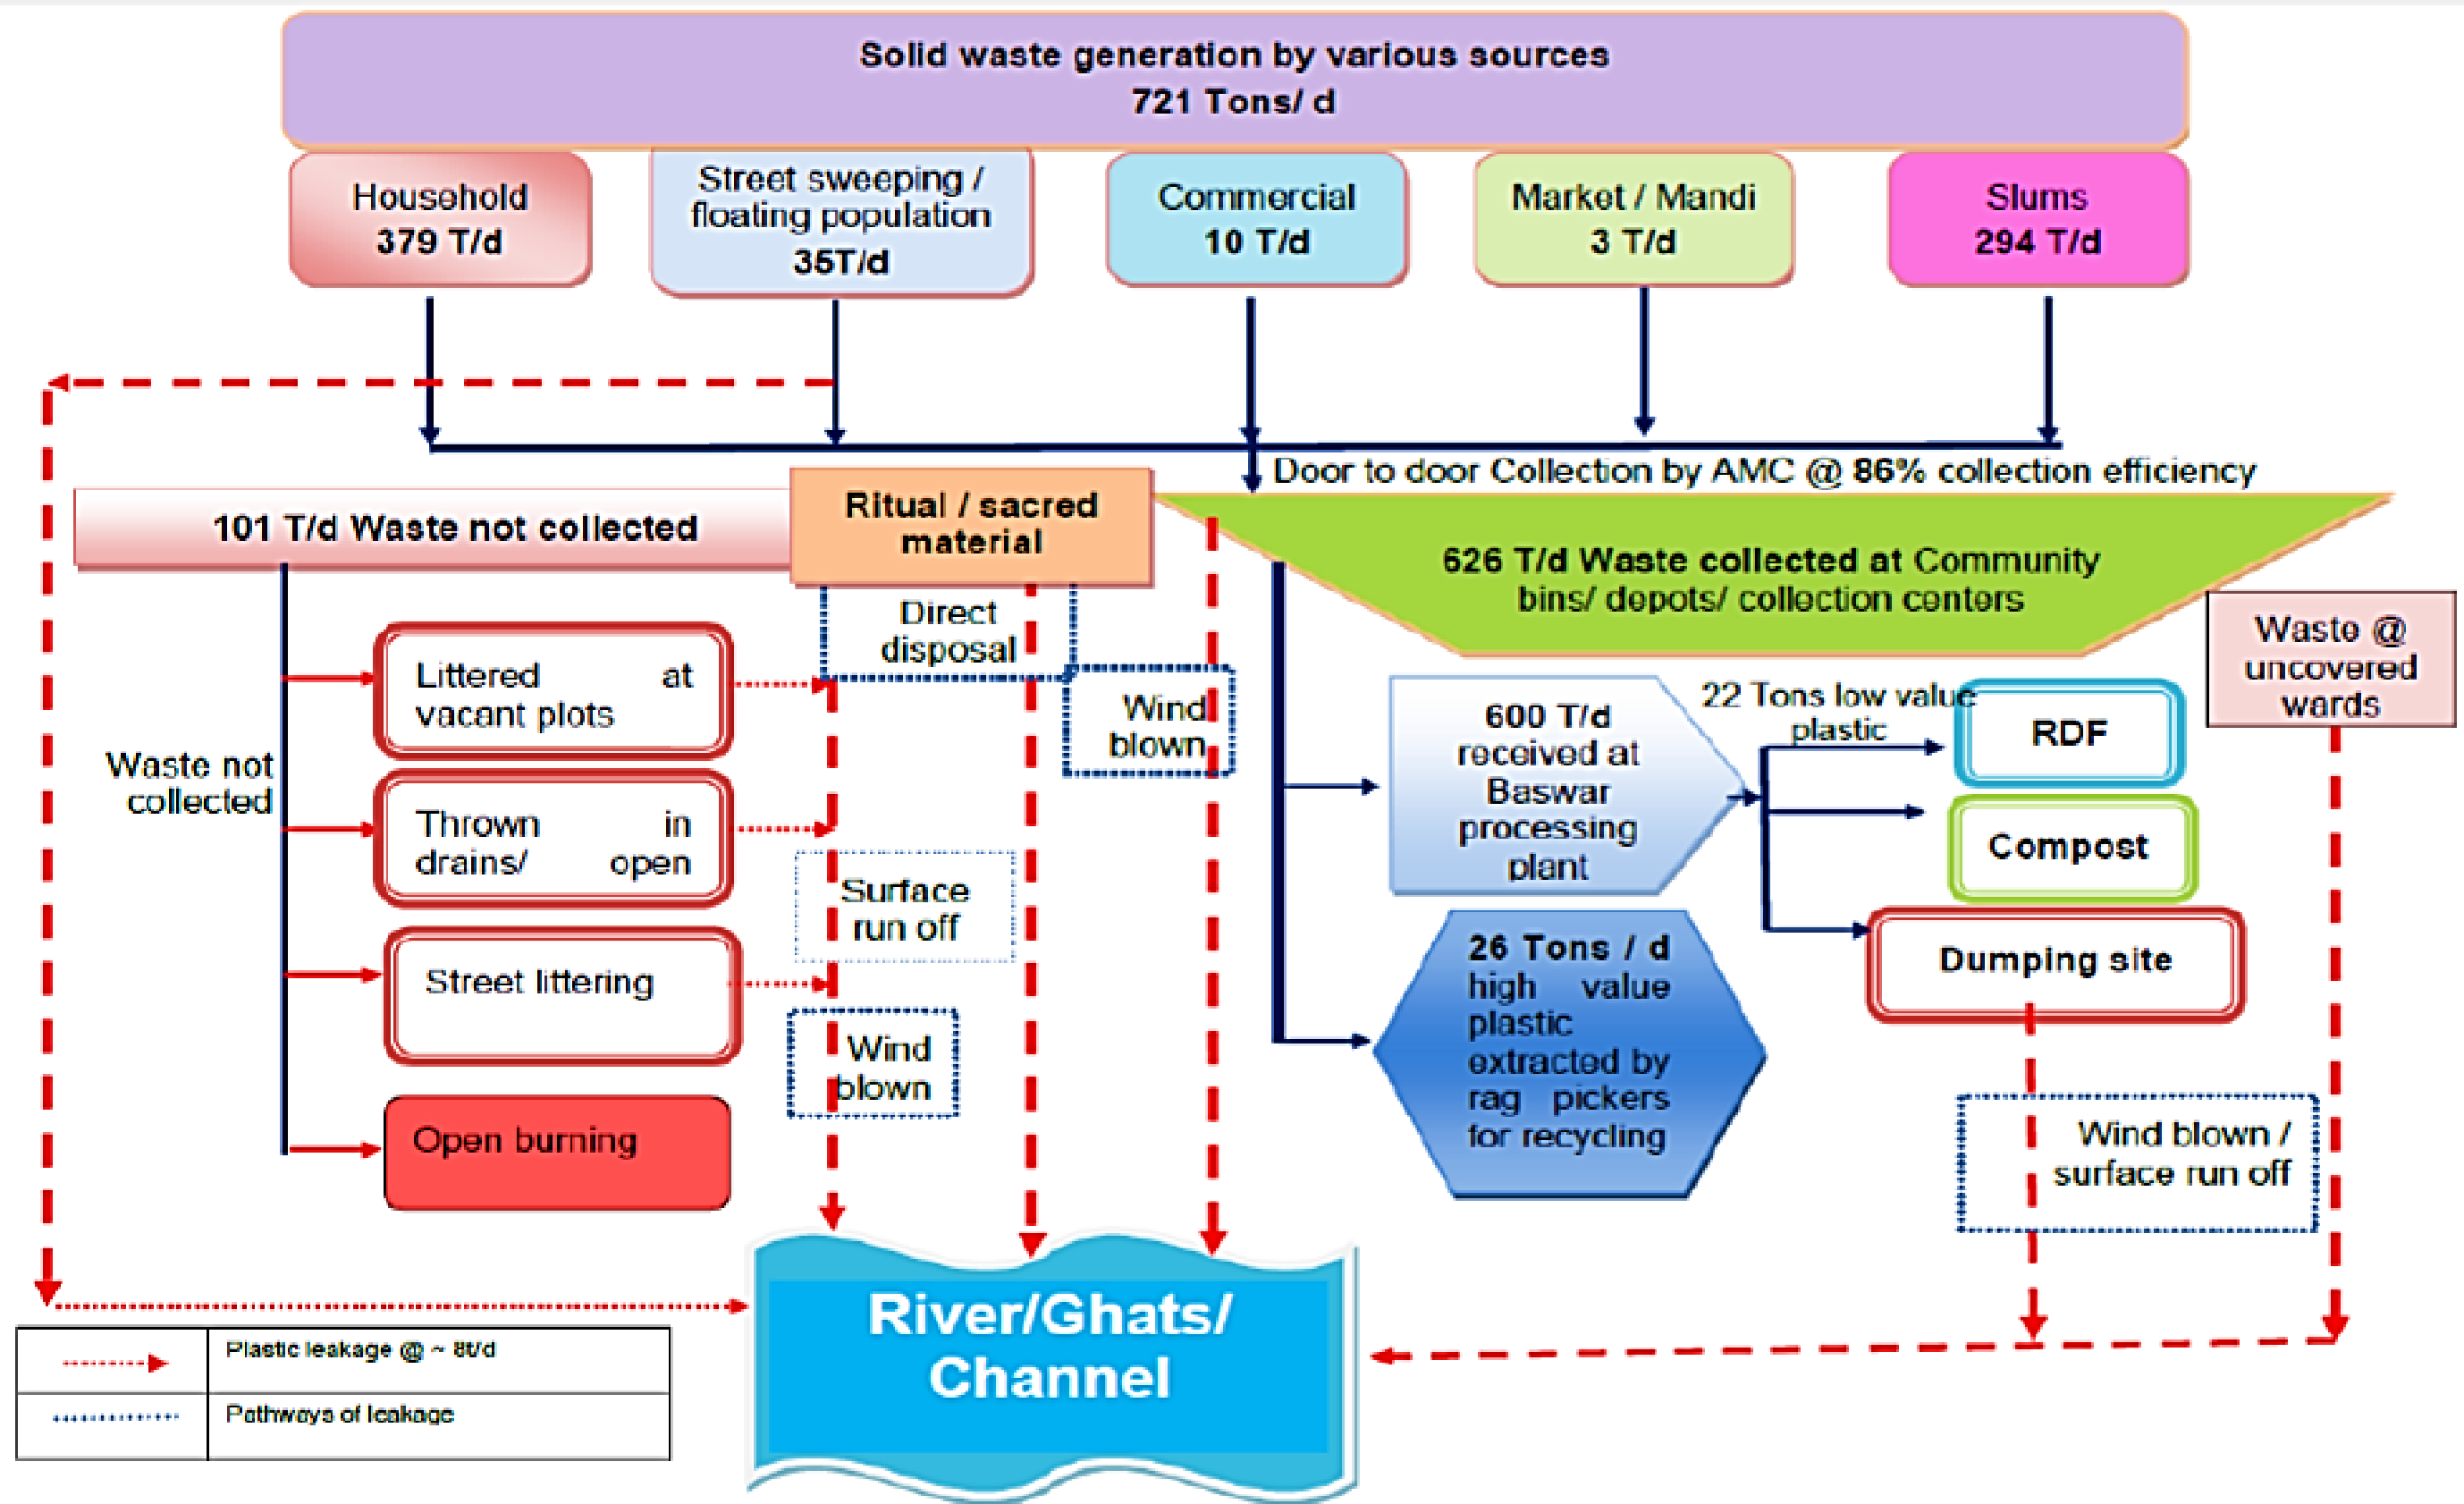 Solid waste generation by various sources
721 Tons/ d
Household
379 T/d
Street sweeping /
floating population
35T/d
Commercial
10 T/d
Market / Mandi
3 T/d
Slums
294 T/d
Door to door Collection by AMC @ 86% collection efficiency
101 T/d Waste not collected
Ritual / sacred
material
626 T/d Waste collected at Community
bins/ depots/ collection centers
Waste @
uncovered
wards
Direct
disposal
Wind
blown
Waste not
collected
Littered at
vacant plots
Thrown in
drains/ open
Street littering
Open burning
Surface
run off
Wind
blown
600 T/d
received at
Baswar
processing
plant
22 Tons low value
plastic
RDF
Compost
Dumping site
26 Tons / d
high value
plastic
extracted by
rag pickers
for recycling
Wind blown /
surface run off
River/Ghats/
Channel
Plastic leakage @ ~ 8t/d
Pathways of leakage